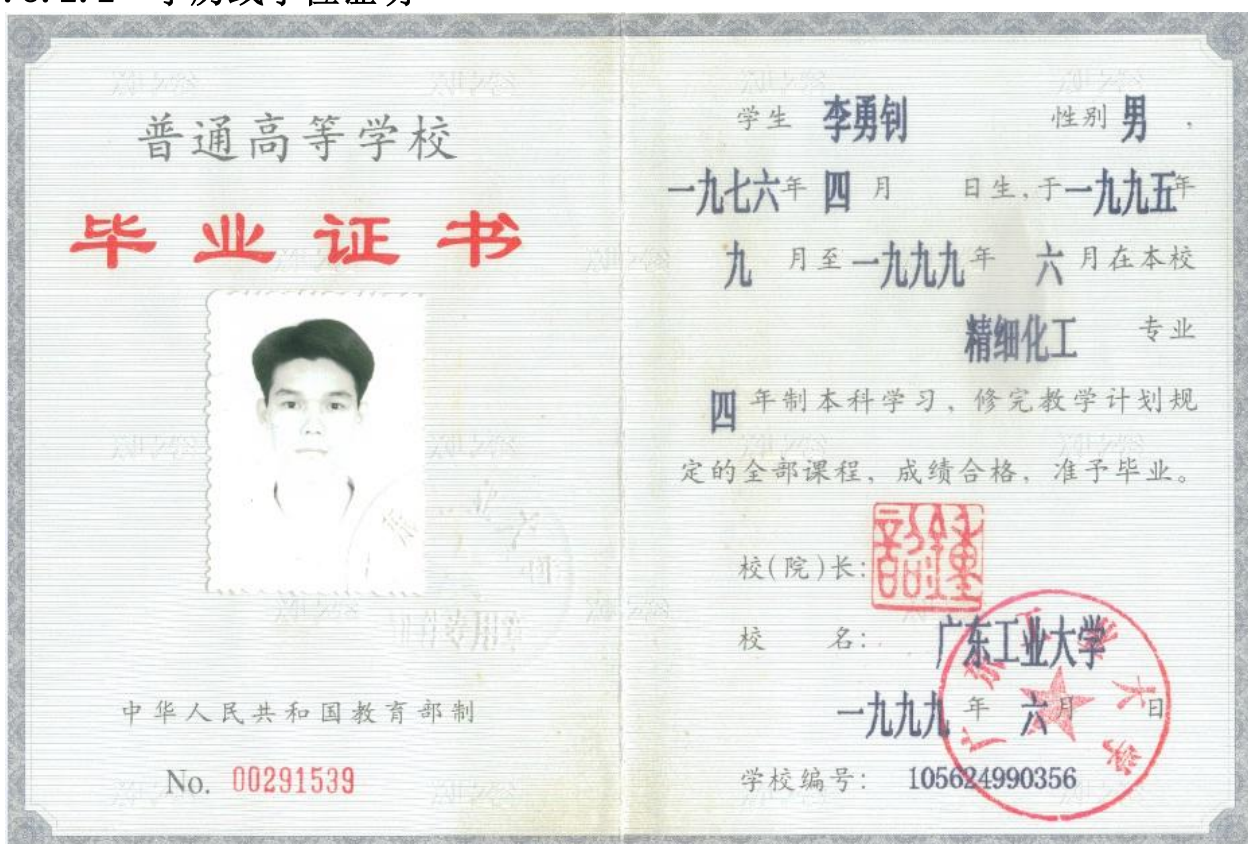 普通高等学校
毕业证书
中华人民共和国教育部制
No. 00291539
学生 李勇钊 性别 男 ,
一九七六年 四 月 日生,于一九九五年
九 月至一九九九年 六 月在本校
精细化工 专业
四 年制本科学习,修完教学计划规
定的全部课程,成绩合格,准予毕业。
校(院)长:
校 名: 广东工业大学
一九九九年 六月 日
学校编号: 105624990356
广东工业大学